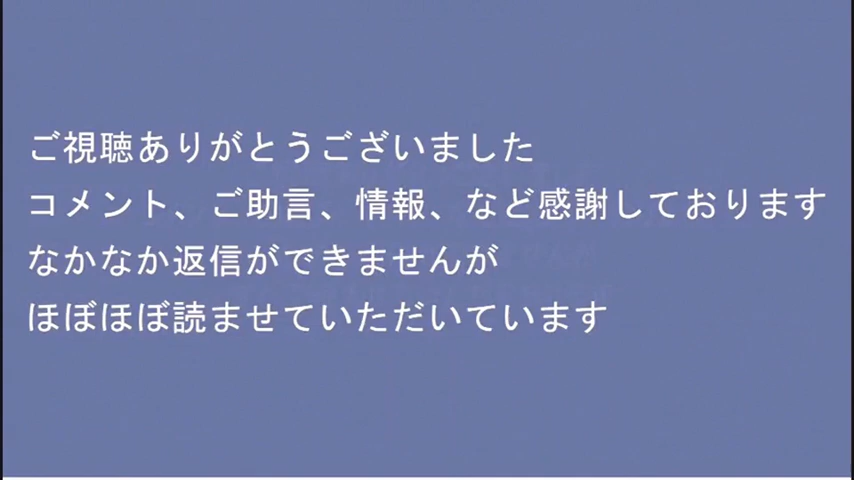 ご視聴ありがとうございました
コメント、ご助言、情報、など感謝しております
なかなか返信ができませんが
ほぼほぼ読ませていただいています